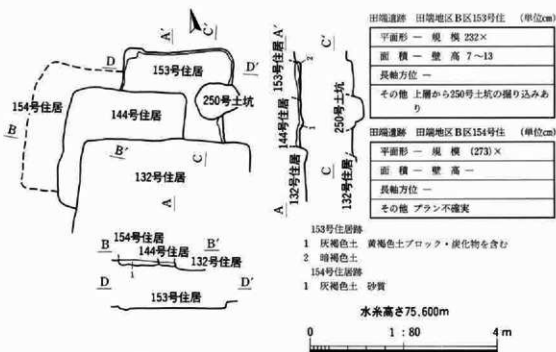 A'
C'
D
153号住居
D'
154号住居
144号住居
250号土坑
B
B'
C
132号住居
A
154号住居
B
144号住居
B'
132号住居
1
D
D'
153号住居
A'
153号住居
2
144号住居
1
132号住居
A
C'
250号土坑
C
132号住居
田端遺跡 田端地区B区153号住 (単位cm)
平面形 ― 規 模 232×
面 積 ― 壁 高 7~13
長軸方位 ―
その他 上層から250号土坑の掘り込みあ
り
田端遺跡 田端地区B区154号住 (単位cm)
平面形 ― 規 模 (273)×
面 積 ― 壁 高 ―
長軸方位 ―
その他 プラン不確実
153号住居跡
1 灰褐色土 黄褐色土ブロック・炭化物を含む
2 暗褐色土
154号住居跡
1 灰褐色土 砂質
水糸高さ75.600m
0 1:80 4m